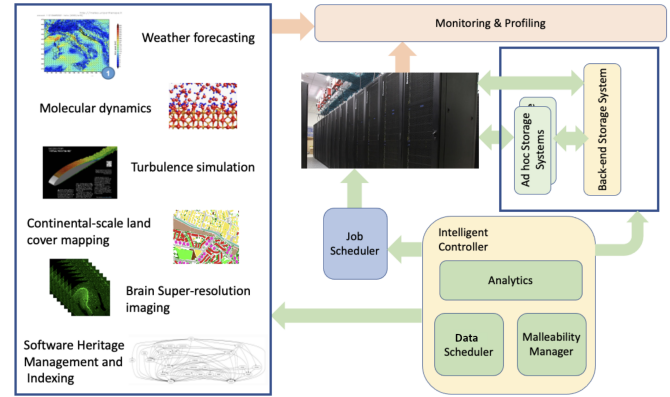 Weather forecasting
1
Molecular dynamics
Turbulence simulation
Continental-scale land
cover mapping
Brain Super-resolution
imaging
Software Heritage
Management and
Indexing
Monitoring & Profiling
Ad hoc Storage
Systems
Back-end Storage System
Job
Scheduler
Intelligent
Controller
Analytics
Data
Scheduler
Malleability
Manager